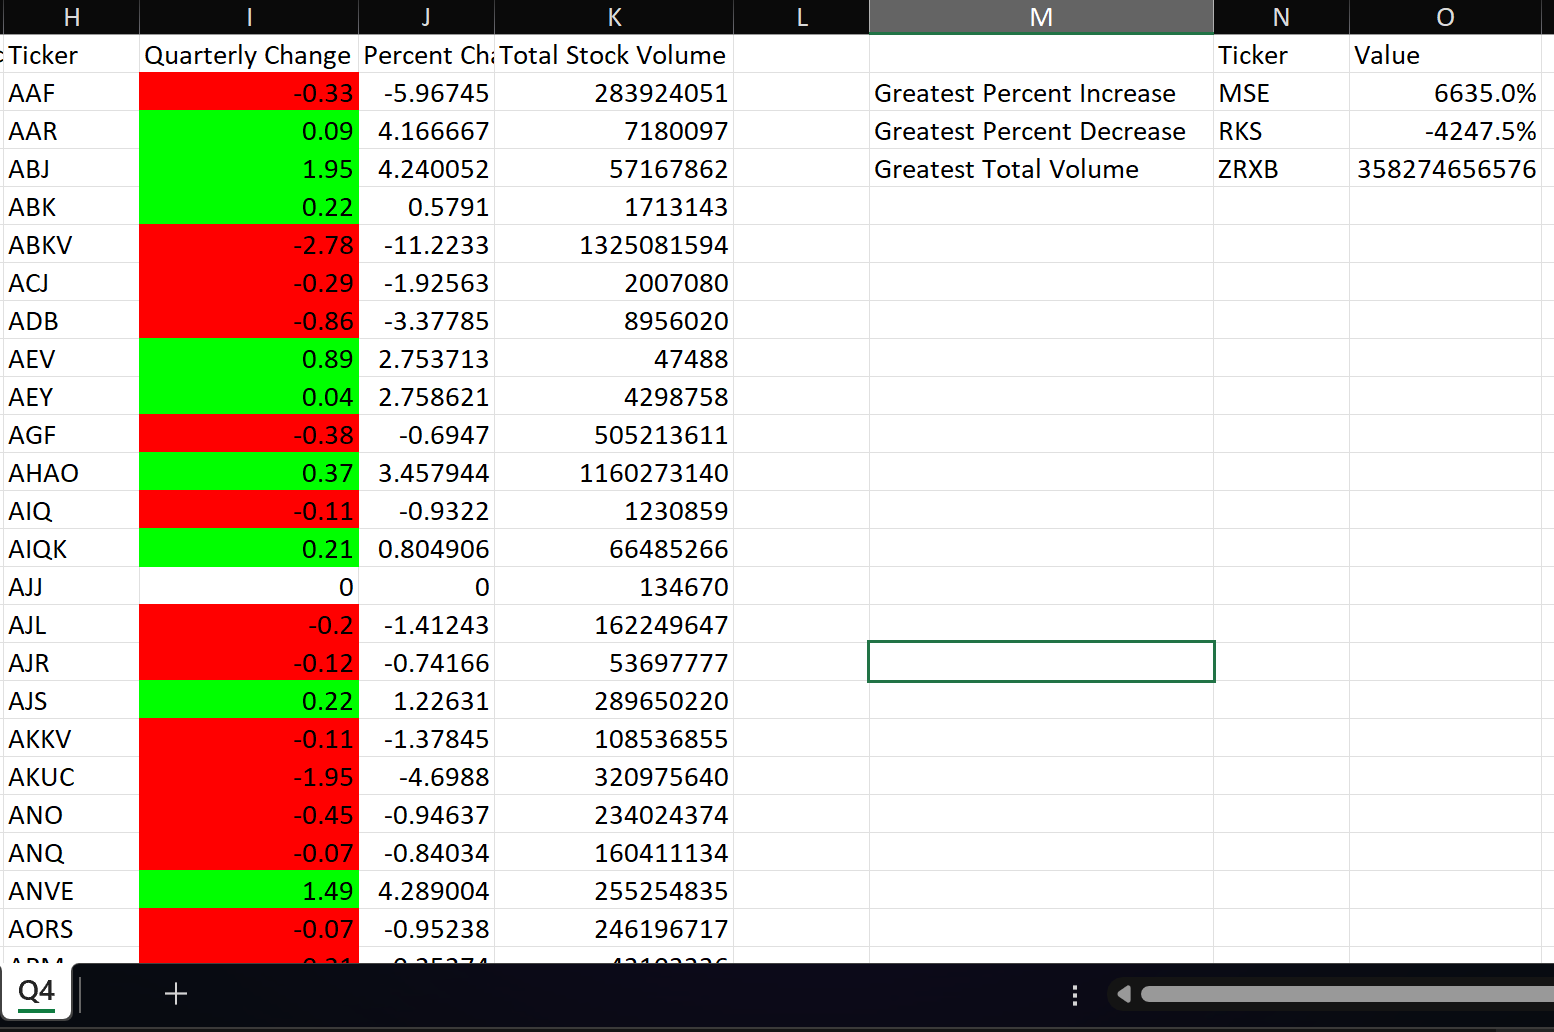 H I J K L M N O
Ticker Quarterly Change Percent Cha Total Stock Volume Ticker Value
AAF -0.33 -5.96745 283924051 Greatest Percent Increase MSE 6635.0%
AAR 0.09 4.166667 7180097 Greatest Percent Decrease RKS -4247.5%
ABJ 1.95 4.240052 57167862 Greatest Total Volume ZRXB 358274656576
ABK 0.22 0.5791 1713143
ABKV -2.78 -11.2233 1325081594
ACJ -0.29 -1.92563 2007080
ADB -0.86 -3.37785 8956020
AEV 0.89 2.753713 47488
AEY 0.04 2.758621 4298758
AGF -0.38 -0.6947 505213611
AHAO 0.37 3.457944 1160273140
AIQ -0.11 -0.9322 1230859
AIQK 0.21 0.804906 66485266
AJJ 0 0 134670
AJL -0.2 -1.41243 162249647
AJR -0.12 -0.74166 53697777
AJS 0.22 1.22631 289650220
AKKV -0.11 -1.37845 108536855
AKUC -1.95 -4.6988 320975640
ANO -0.45 -0.94637 234024374
ANQ -0.07 -0.84034 160411134
ANVE 1.49 4.289004 255254835
AORS -0.07 -0.95238 246196717
Q4